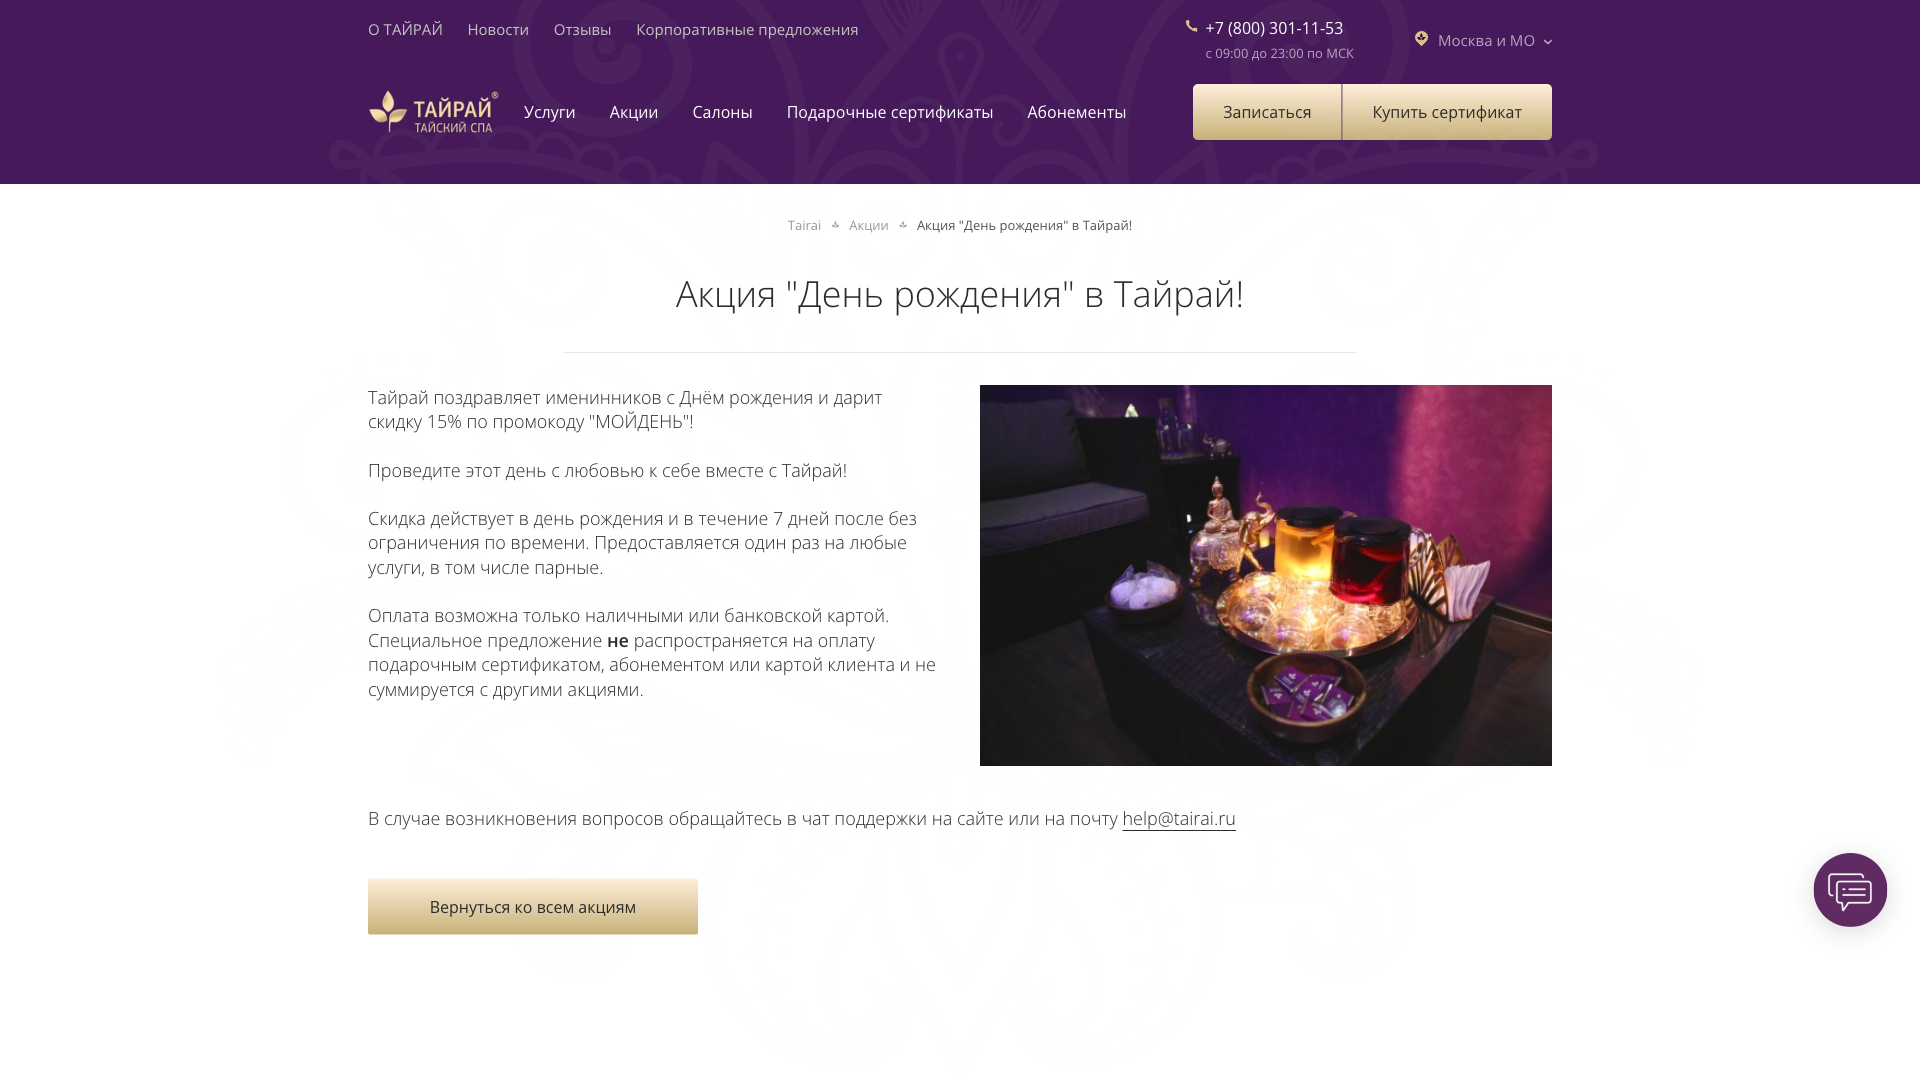 О ТАЙРАЙ Новости Отзывы Корпоративные предложения
+7 (800) 301-11-53
с 09:00 до 23:00 по МСК
Москва и МО
ТАЙРАЙ®
ТАЙСКИЙ СПА
Услуги Акции Салоны Подарочные сертификаты Абонементы
Записаться Купить сертификат
Tairai Акции Акция "День рождения" в Тайрай!
Акция "День рождения" в Тайрай!
Тайрай поздравляет именинников с Днём рождения и дарит
скидку 15% по промокоду "МОЙДЕНЬ"!
Проведите этот день с любовью к себе вместе с Тайрай!
Скидка действует в день рождения и в течение 7 дней после без
ограничения по времени. Предоставляется один раз на любые
услуги, в том числе парные.
Оплата возможна только наличными или банковской картой.
Специальное предложение не распространяется на оплату
подарочным сертификатом, абонементом или картой клиента и не
суммируется с другими акциями.
В случае возникновения вопросов обращайтесь в чат поддержки на сайте или на почту help@tairai.ru
Вернуться ко всем акциям